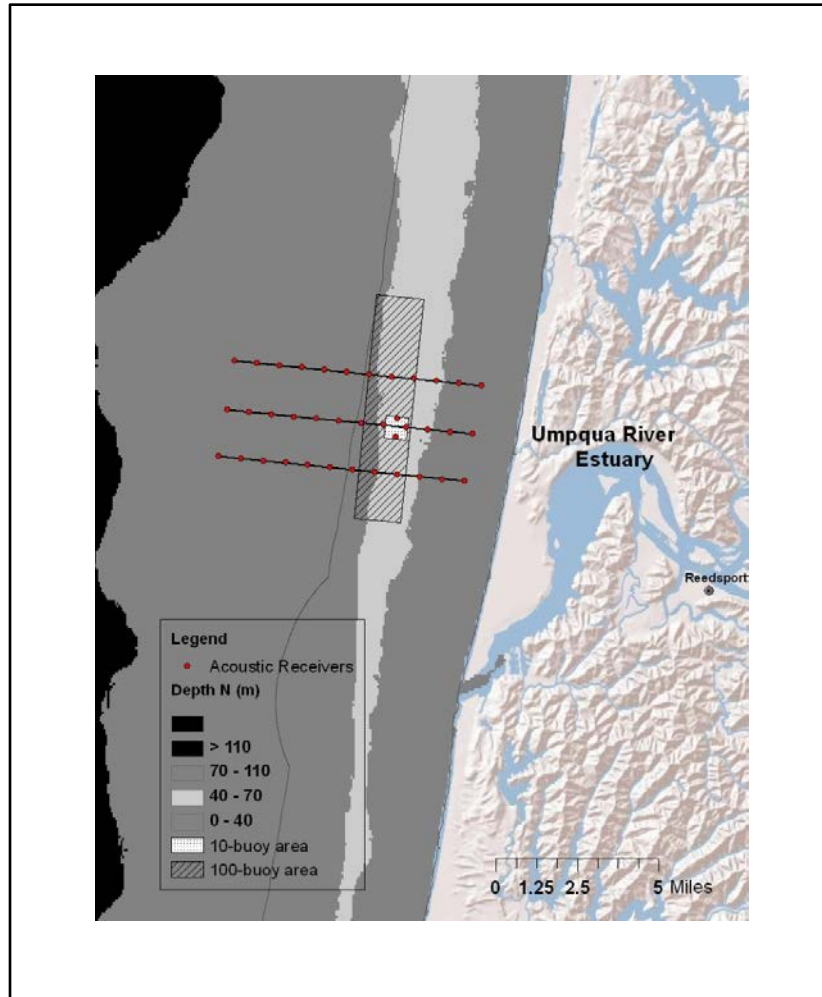 Umpqua River
Estuary
Reedsport
Legend
Acoustic Receivers
Depth N (m)
> 110
70 - 110
40 - 70
0 - 40
10-buoy area
100-buoy area
0 1.25 2.5 5 Miles